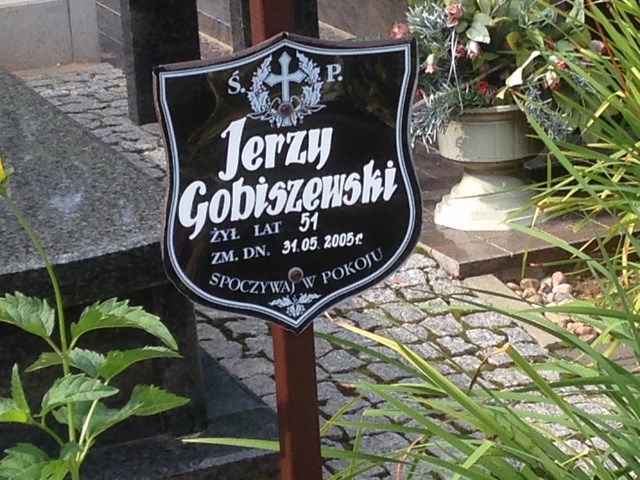 Ś. P.
Jerzy
Gobiszewski
ŻYŁ LAT 51
ZM. DN. 31.05.2005r.
SPOCZYWAJ W POKOJU